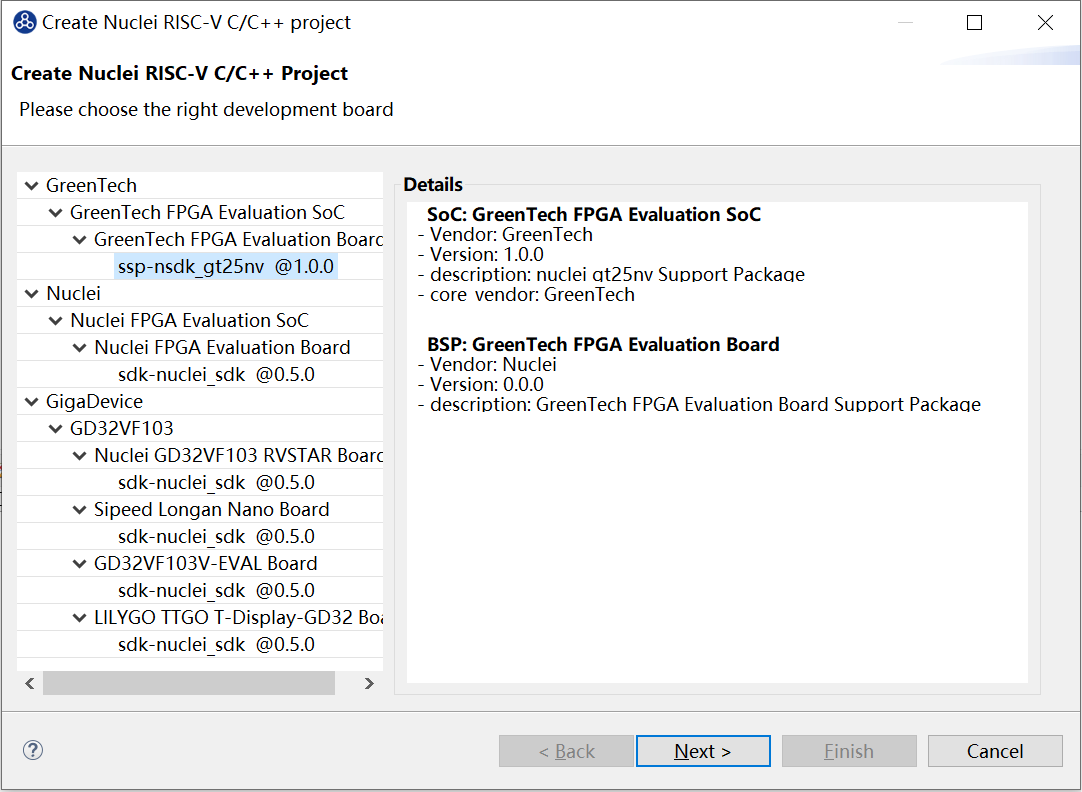 Create Nuclei RISC-V C/C++ project
Create Nuclei RISC-V C/C++ Project
Please choose the right development board
GreenTech
GreenTech FPGA Evaluation SoC
GreenTech FPGA Evaluation Board
ssp-nsdk_gt25nv @1.0.0
Nuclei
Nuclei FPGA Evaluation SoC
Nuclei FPGA Evaluation Board
sdk-nuclei_sdk @0.5.0
GigaDevice
GD32VF103
Nuclei GD32VF103 RVSTAR Board
sdk-nuclei_sdk @0.5.0
Sipeed Longan Nano Board
sdk-nuclei_sdk @0.5.0
GD32VF103V-EVAL Board
sdk-nuclei_sdk @0.5.0
LILYGO TTGO T-Display-GD32 Boa
sdk-nuclei_sdk @0.5.0
Details
SoC: GreenTech FPGA Evaluation SoC
- Vendor: GreenTech
- Version: 1.0.0
- description: nuclei gt25nv Support Package
- core vendor: GreenTech
BSP: GreenTech FPGA Evaluation Board
- Vendor: Nuclei
- Version: 0.0.0
- description: GreenTech FPGA Evaluation Board Support Package
?
< Back
Next >
Finish
Cancel